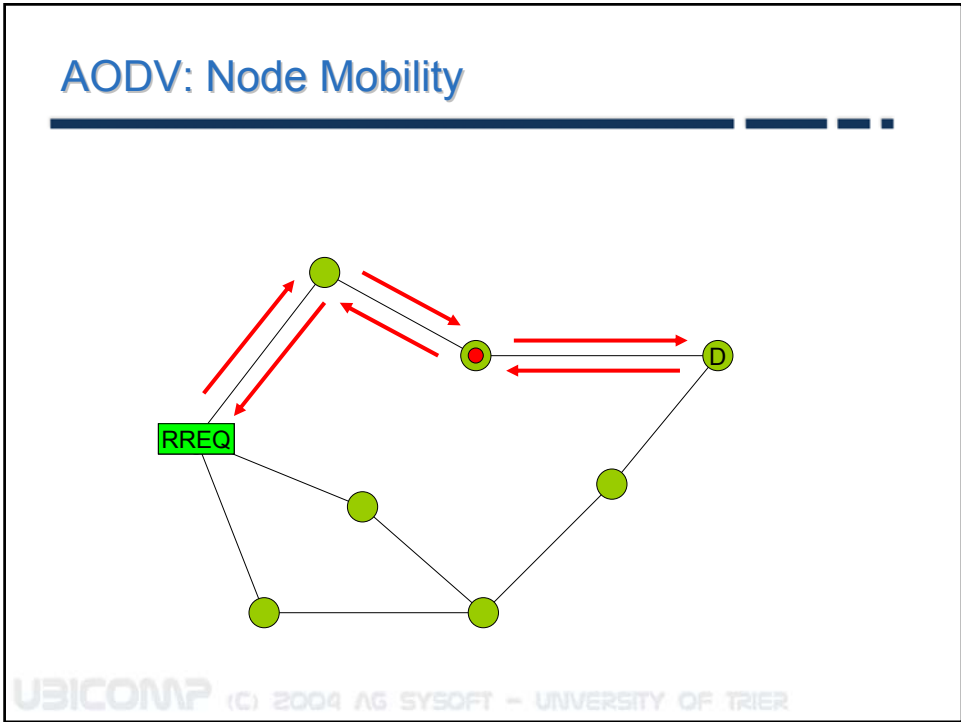 AODV: Node Mobility
D
RREQ
UBICOMP (C) 2004 AG SYSOFT – UNIVERSITY OF TRIER